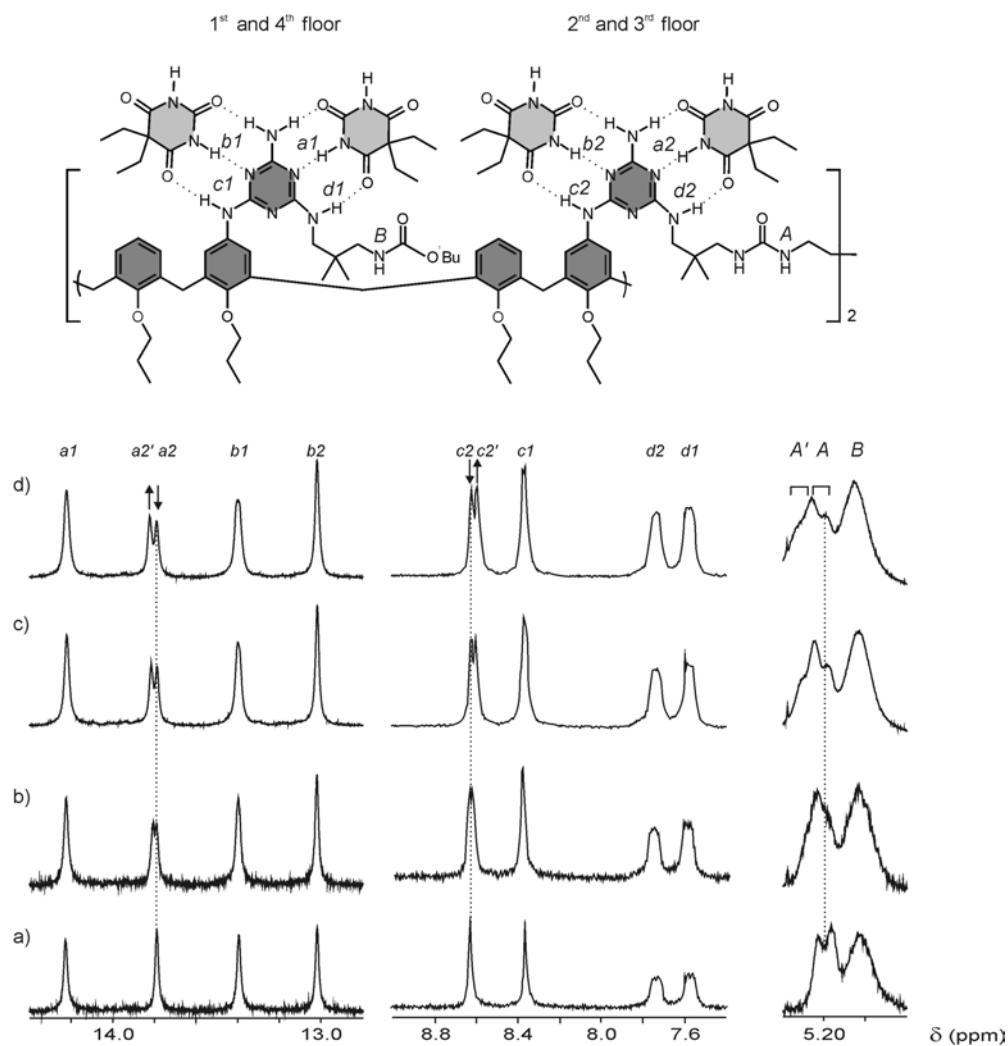 1st and 4th floor 2nd and 3rd floor
H H
O N O H H O N O O N O H H O N O
N N
b1 a1 b2 a2
N H N N H N N H N N H N
O O O O
c1 d1 c2 d2
H N N N H H N N N H
B O O A
N O tBu N N
H H H
2
O O O O
a1 a2' a2 b1 b2 c2 c2' c1 d2 d1 A' A B
d)
c)
b)
a)
14.0 13.0 8.8 8.4 8.0 7.6 5.20 δ (ppm)